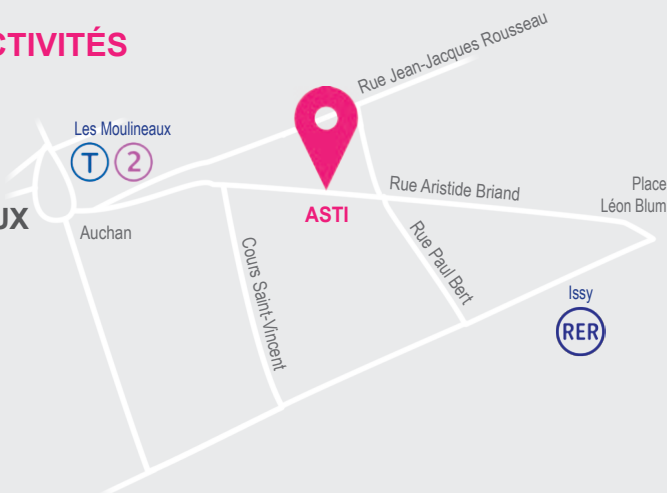 CTIVITÉS
Rue Jean-Jacques Rousseau
Les Moulineaux
T 2
Rue Aristide Briand
Place
Léon Blum
UX
ASTI
Auchan
Rue Paul Bert
Cours Saint-Vincent
Issy
RER